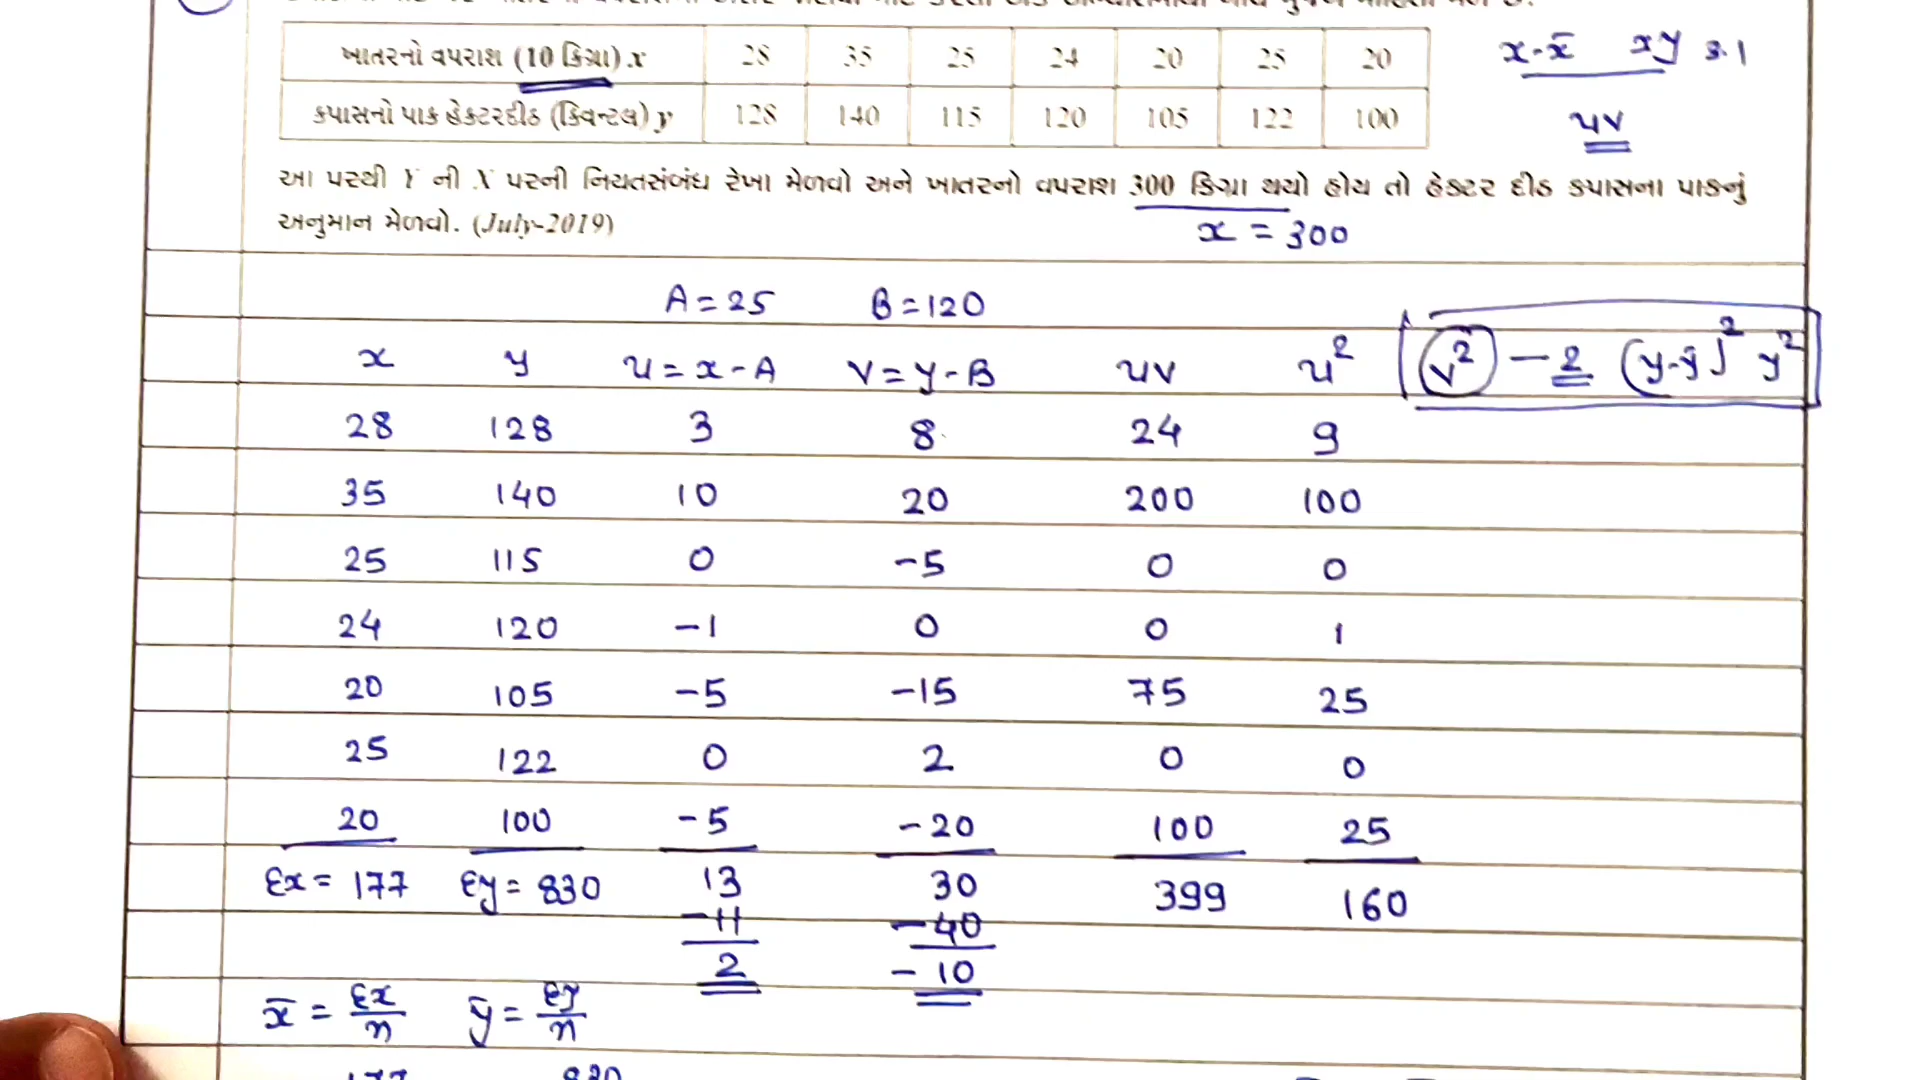 ખાતરનો વપરાશ (10 કિગ્રા) x 28 35 25 24 20 25 20
કપાસનો પાક હેક્ટરદીઠ (ક્વિન્ટલ) y 128 140 115 120 105 122 100
x-x̄ xy 3.1
uv
આ પરથી Y ની X પરની નિયતસંબંધ રેખા મેળવો અને ખાતરનો વપરાશ 300 કિગ્રા થયો હોય તો હેક્ટર દીઠ કપાસના પાકનું
અનુમાન મેળવો. (July-2019)
x = 300
A = 25 B = 120
x y u = x - A v = y - B uv u² v² - 2 (y-ȳ)² y²
28 128 3 8 24 9
35 140 10 20 200 100
25 115 0 -5 0 0
24 120 -1 0 0 1
20 105 -5 -15 75 25
25 122 0 2 0 0
20 100 -5 -20 100 25
Σx = 177 Σy = 830 13 30 399 160
-11 -40
2 -10
x̄ = Σx/n ȳ = Σy/n